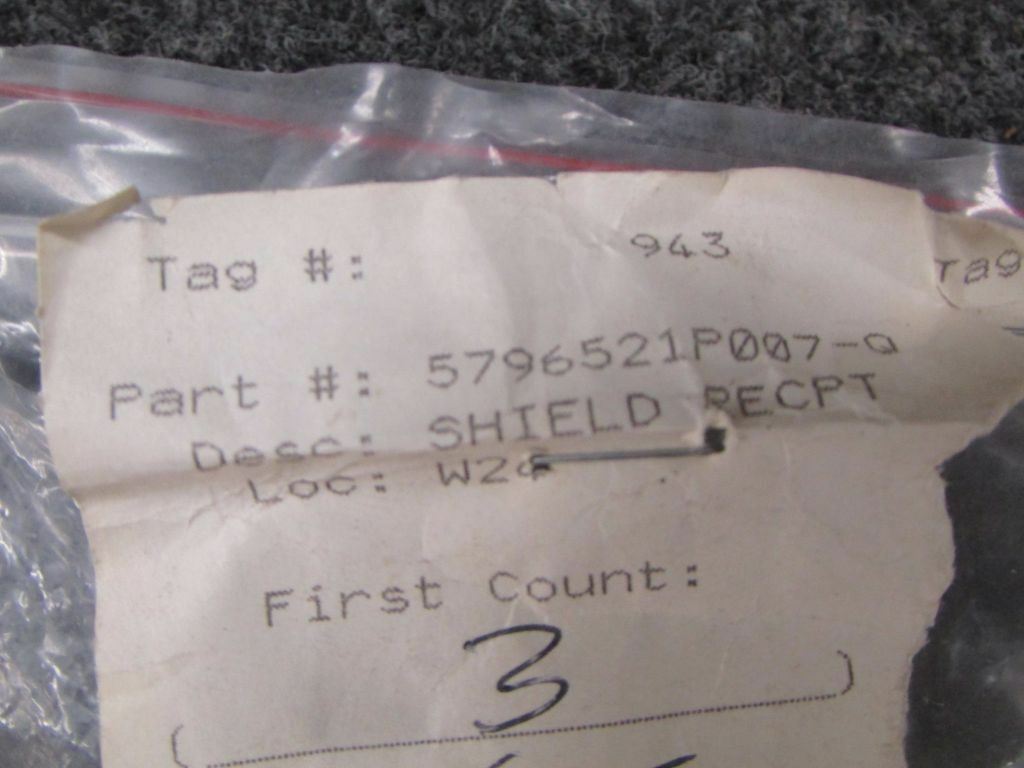 Tag #: 943
Tag
Part #: 5796521P007-Q
Desc: SHIELD RECPT
Loc:
First Count:
3